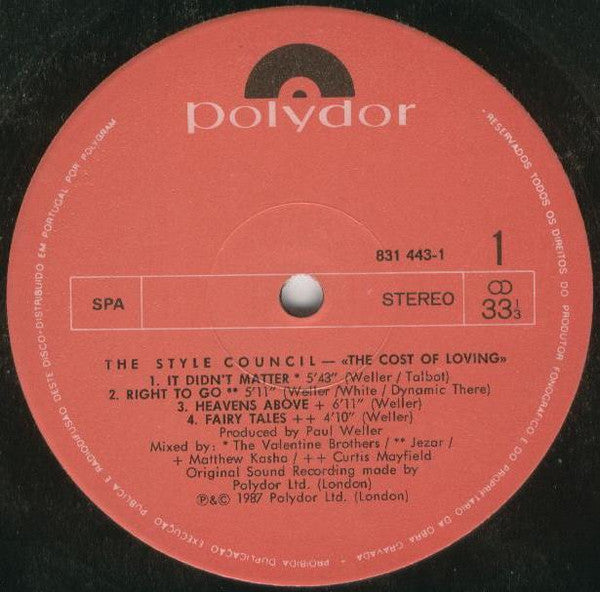 polydor
831 443-1
1
SPA
STEREO
33 1/3
THE STYLE COUNCIL — «THE COST OF LOVING»
1. IT DIDN'T MATTER * 5'43" (Weller / Talbot)
2. RIGHT TO GO ** 5'11" (Weller / White / Dynamic There)
3. HEAVENS ABOVE + 6'11" (Weller)
4. FAIRY TALES ++ 4'10" (Weller)
Produced by Paul Weller
Mixed by: * The Valentine Brothers / ** Jezar /
+ Matthew Kasha / ++ Curtis Mayfield
Original Sound Recording made by
Polydor Ltd. (London)
℗&© 1987 Polydor Ltd. (London)
- RESERVADOS TODOS OS DIREITOS DO PRODUTOR FONOGRÁFICO E DO PROPRIETÁRIO DA OBRA GRAVADA - PROIBIDA DUPLICAÇÃO EXECUÇÃO PÚBLICA E RADIODIFUSÃO DESTE DISCO-DISTRIBUIDO EM PORTUGAL POR POLYGRAM